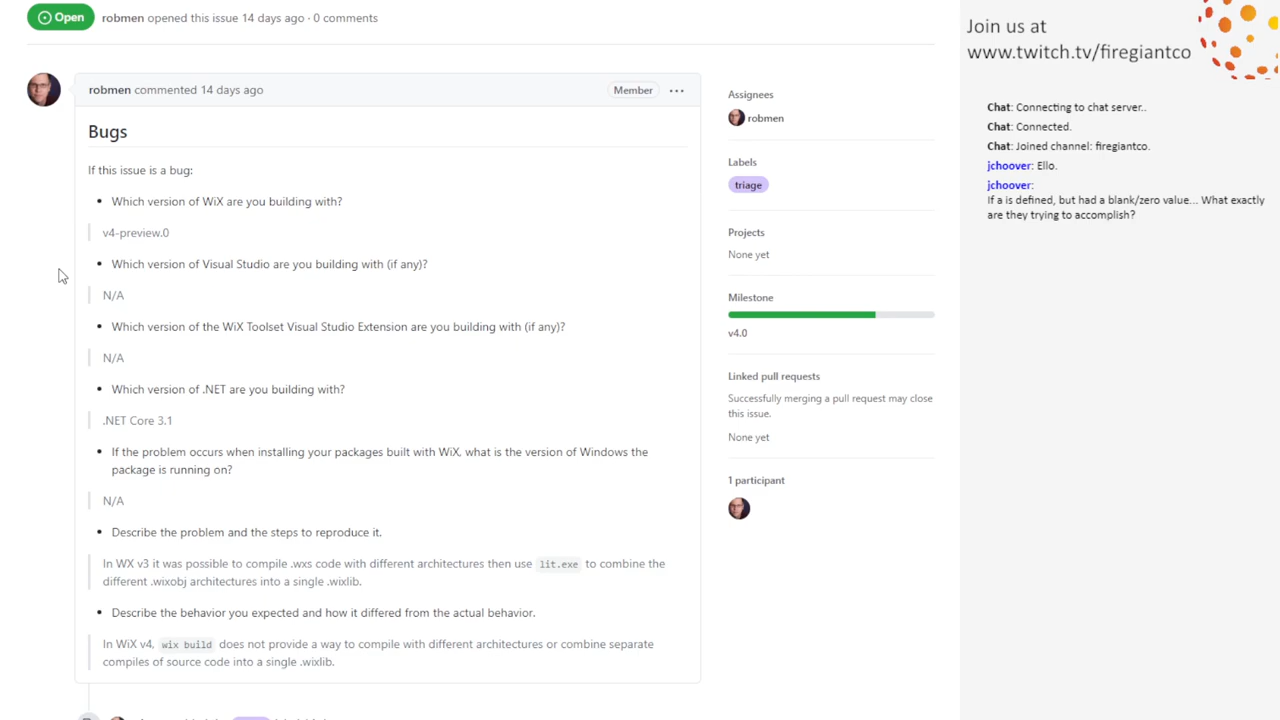 Open
robmen opened this issue 14 days ago · 0 comments
robmen commented 14 days ago
Member
Bugs
If this issue is a bug:
• Which version of WiX are you building with?
v4-preview.0
• Which version of Visual Studio are you building with (if any)?
N/A
• Which version of the WiX Toolset Visual Studio Extension are you building with (if any)?
N/A
• Which version of .NET are you building with?
.NET Core 3.1
• If the problem occurs when installing your packages built with WiX, what is the version of Windows the
package is running on?
N/A
• Describe the problem and the steps to reproduce it.
In WX v3 it was possible to compile .wxs code with different architectures then use lit.exe to combine the
different .wixobj architectures into a single .wixlib.
• Describe the behavior you expected and how it differed from the actual behavior.
In WiX v4, wix build does not provide a way to compile with different architectures or combine separate
compiles of source code into a single .wixlib.
Assignees
robmen
Labels
triage
Projects
None yet
Milestone
v4.0
Linked pull requests
Successfully merging a pull request may close
this issue.
None yet
1 participant
Join us at
www.twitch.tv/firegiantco
Chat: Connecting to chat server..
Chat: Connected.
Chat: Joined channel: firegiantco.
jchoover: Ello.
jchoover:
If a is defined, but had a blank/zero value... What exactly
are they trying to accomplish?